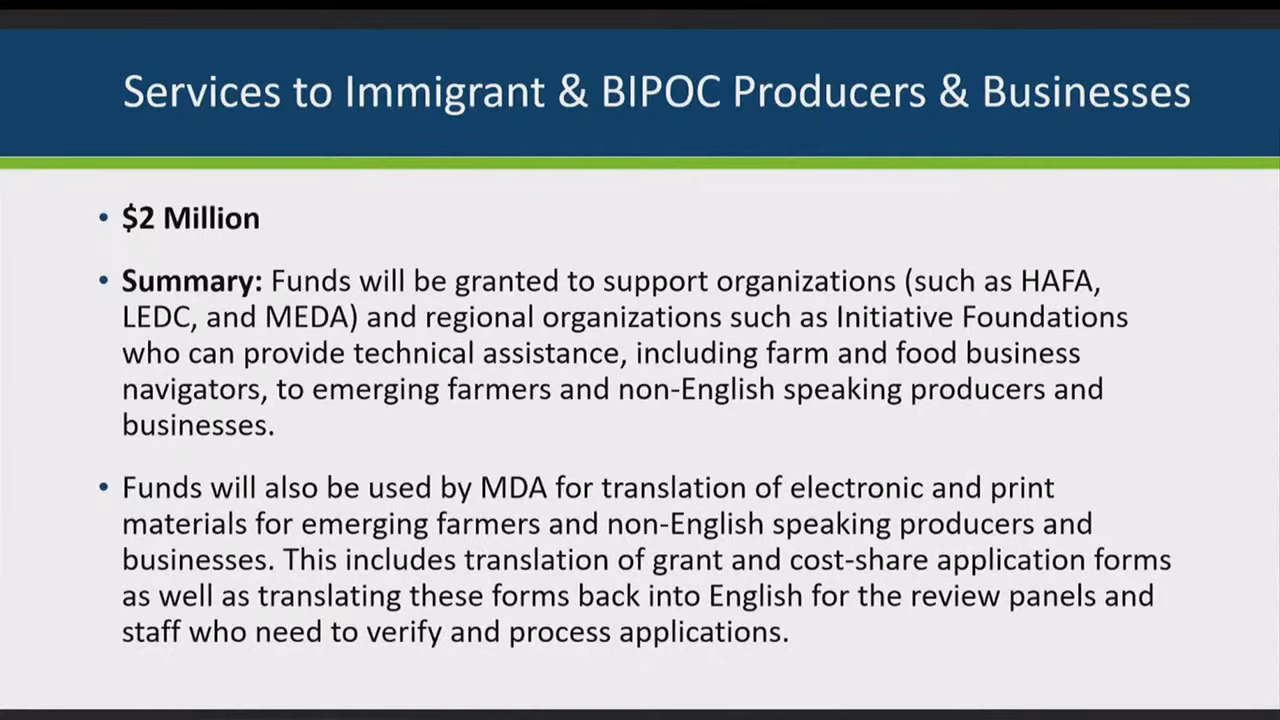 Services to Immigrant & BIPOC Producers & Businesses
• $2 Million
• Summary: Funds will be granted to support organizations (such as HAFA,
LEDC, and MEDA) and regional organizations such as Initiative Foundations
who can provide technical assistance, including farm and food business
navigators, to emerging farmers and non-English speaking producers and
businesses.
• Funds will also be used by MDA for translation of electronic and print
materials for emerging farmers and non-English speaking producers and
businesses. This includes translation of grant and cost-share application forms
as well as translating these forms back into English for the review panels and
staff who need to verify and process applications.